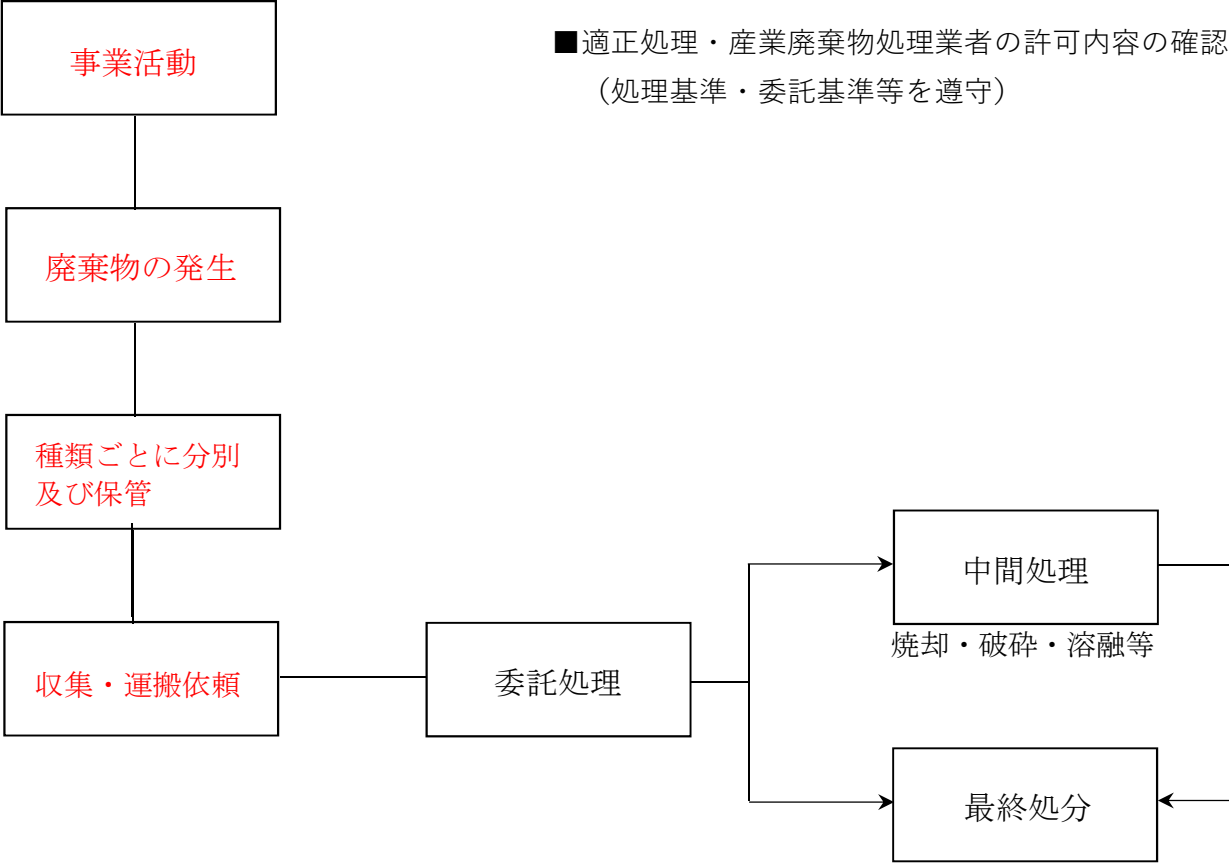 事業活動
■適正処理・産業廃棄物処理業者の許可内容の確認
（処理基準・委託基準等を遵守）
廃棄物の発生
種類ごとに分別
及び保管
収集・運搬依頼
委託処理
中間処理
焼却・破砕・溶融等
最終処分